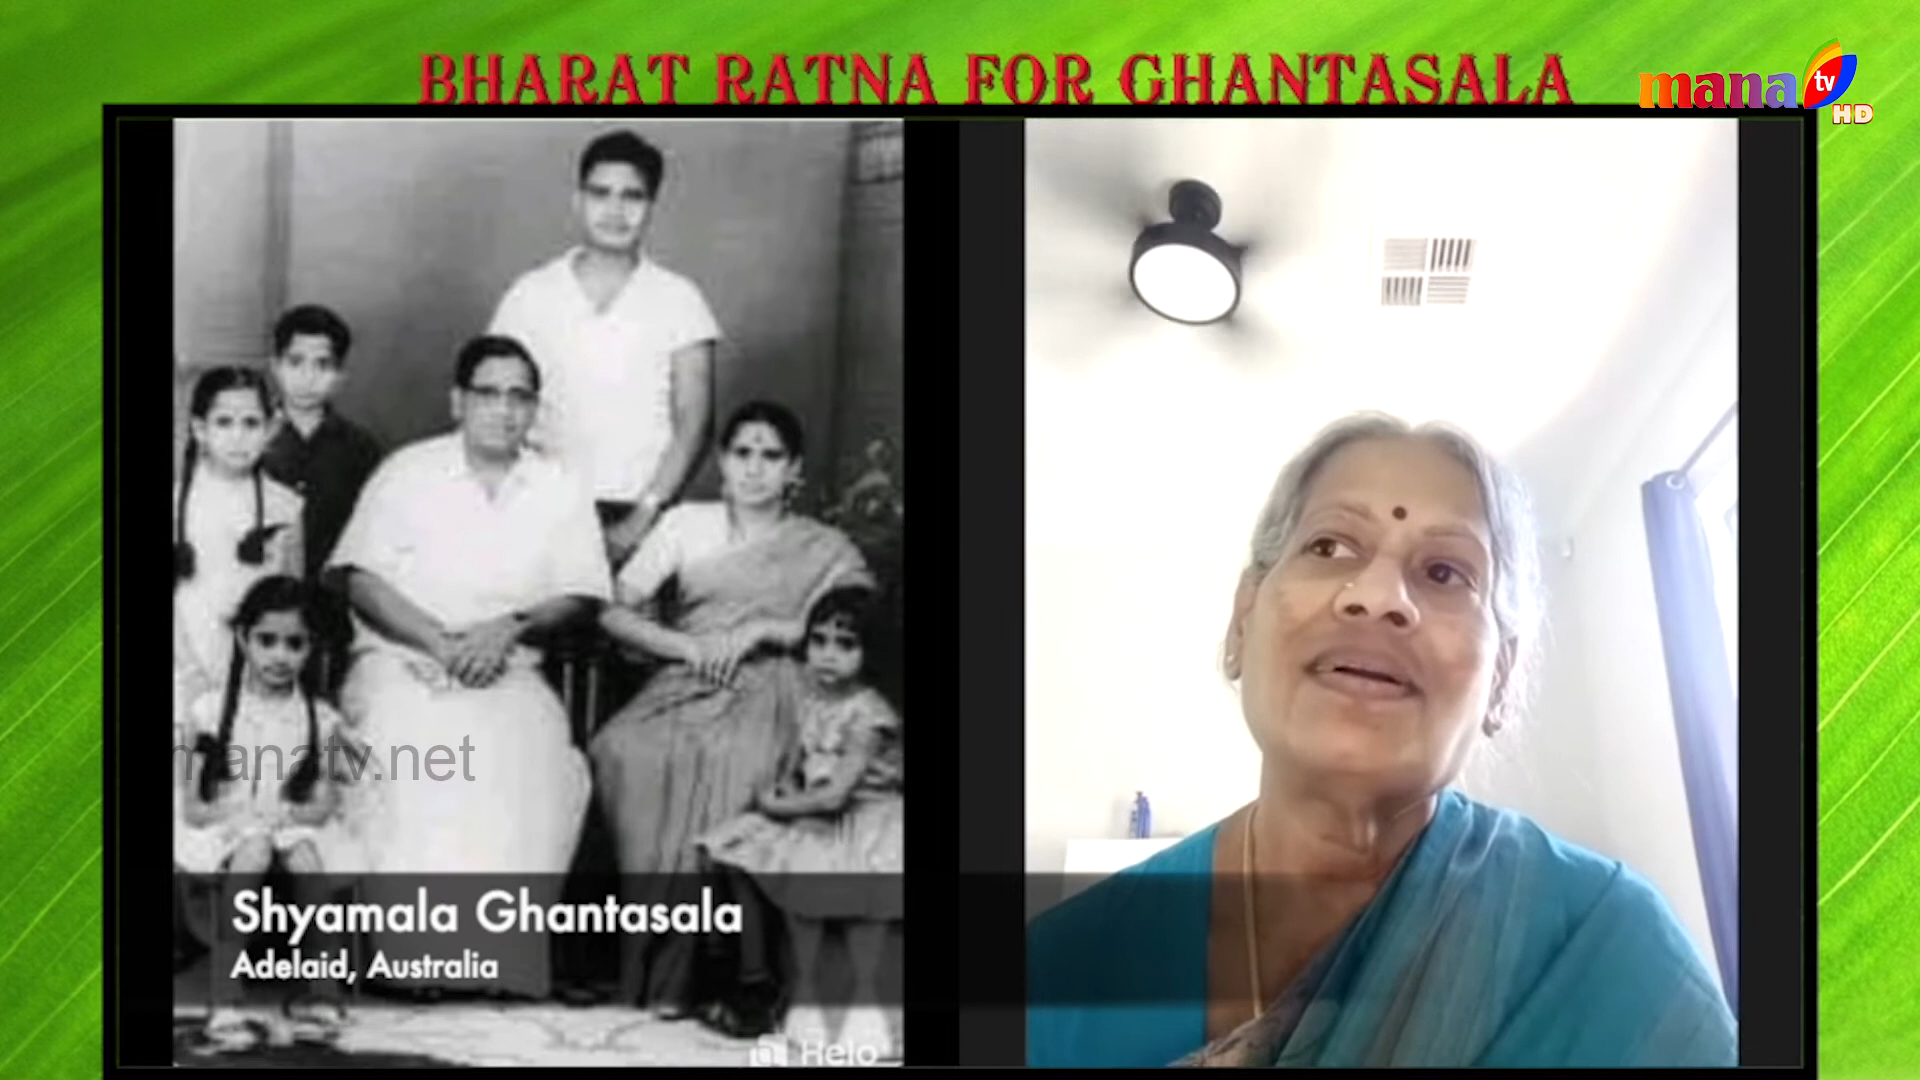 BHARAT RATNA FOR GHANTASALA
mana tv
HD
manatv.net
Shyamala Ghantasala
Adelaid, Australia
Helo